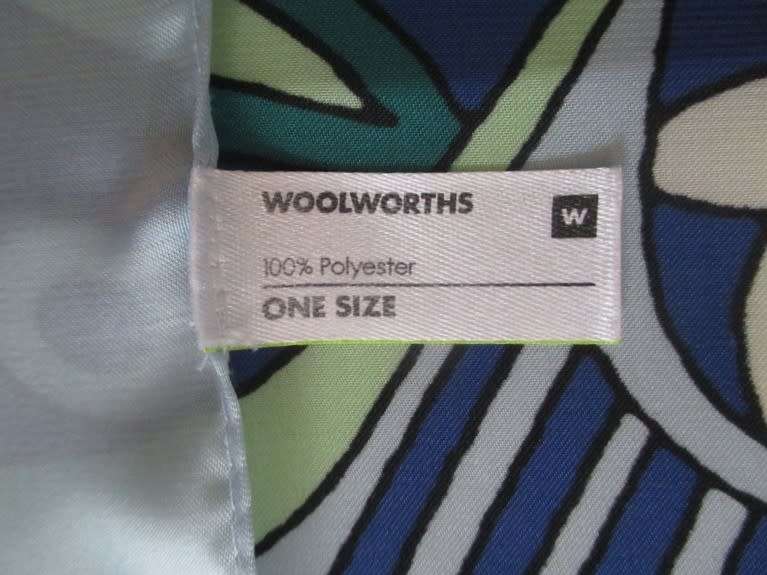 WOOLWORTHS
W
100% Polyester
ONE SIZE